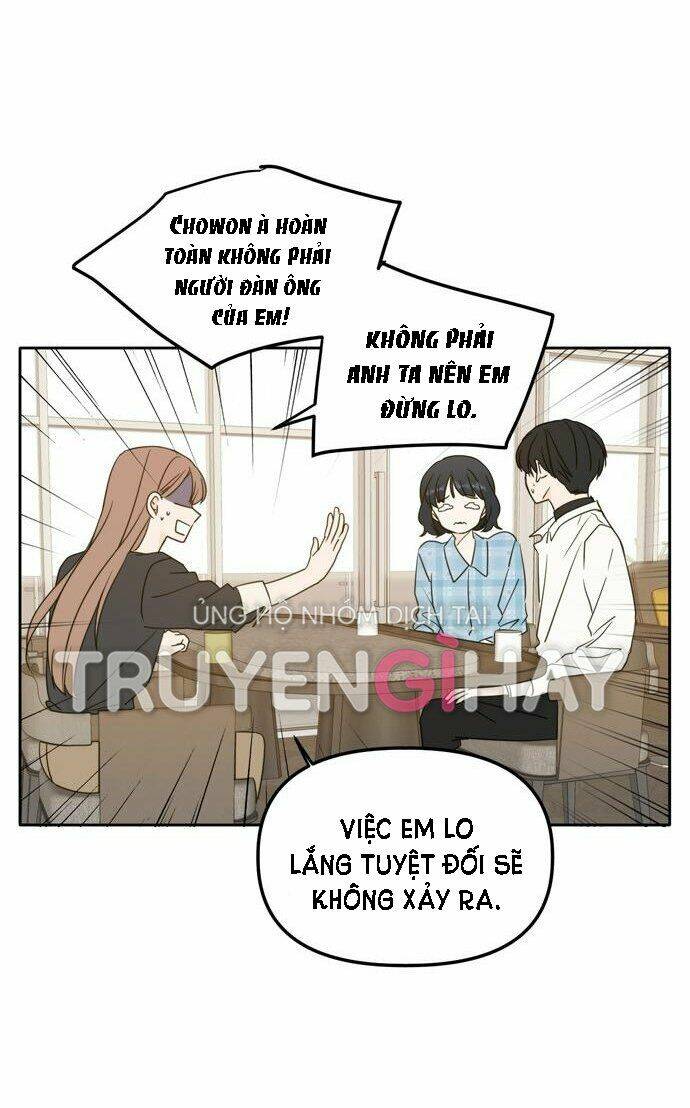 CHOWON À HOÀN
TOÀN KHÔNG PHẢI
NGƯỜI ĐÀN ÔNG
CỦA EM!
KHÔNG PHẢI
ANH TA NÊN EM
ĐỪNG LO.
ỦNG HỘ NHÓM DỊCH TẠI
TRUYENGIHAY
VIỆC EM LO
LẮNG TUYỆT ĐỐI SẼ
KHÔNG XẢY RA.